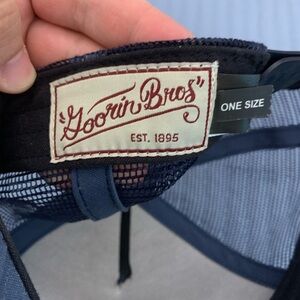 "Goorin Bros"
EST. 1895
ONE SIZE